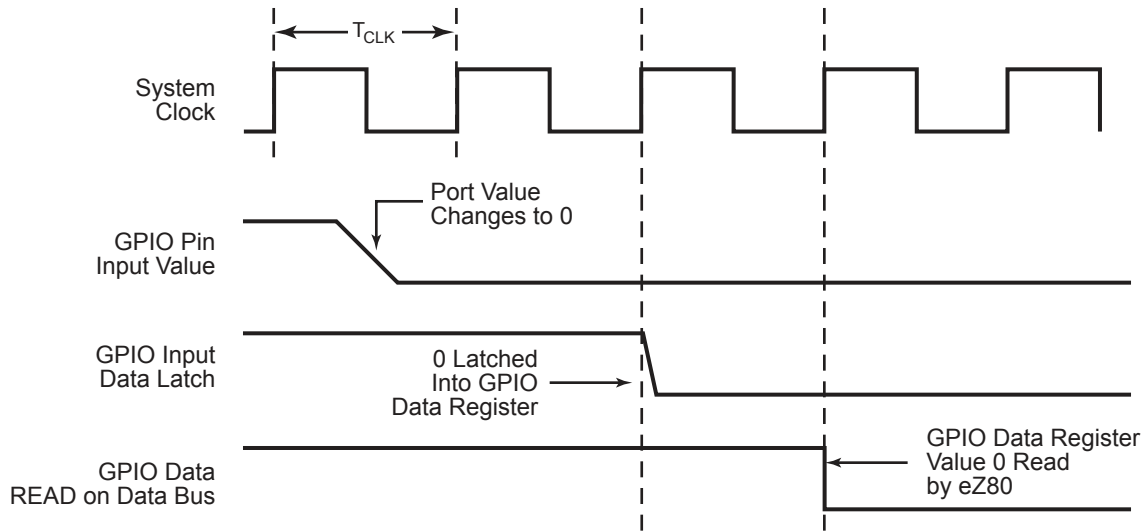 TCLK
System
Clock
Port Value
Changes to 0
GPIO Pin
Input Value
GPIO Input
Data Latch
0 Latched
Into GPIO
Data Register
GPIO Data
READ on Data Bus
GPIO Data Register
Value 0 Read
by eZ80